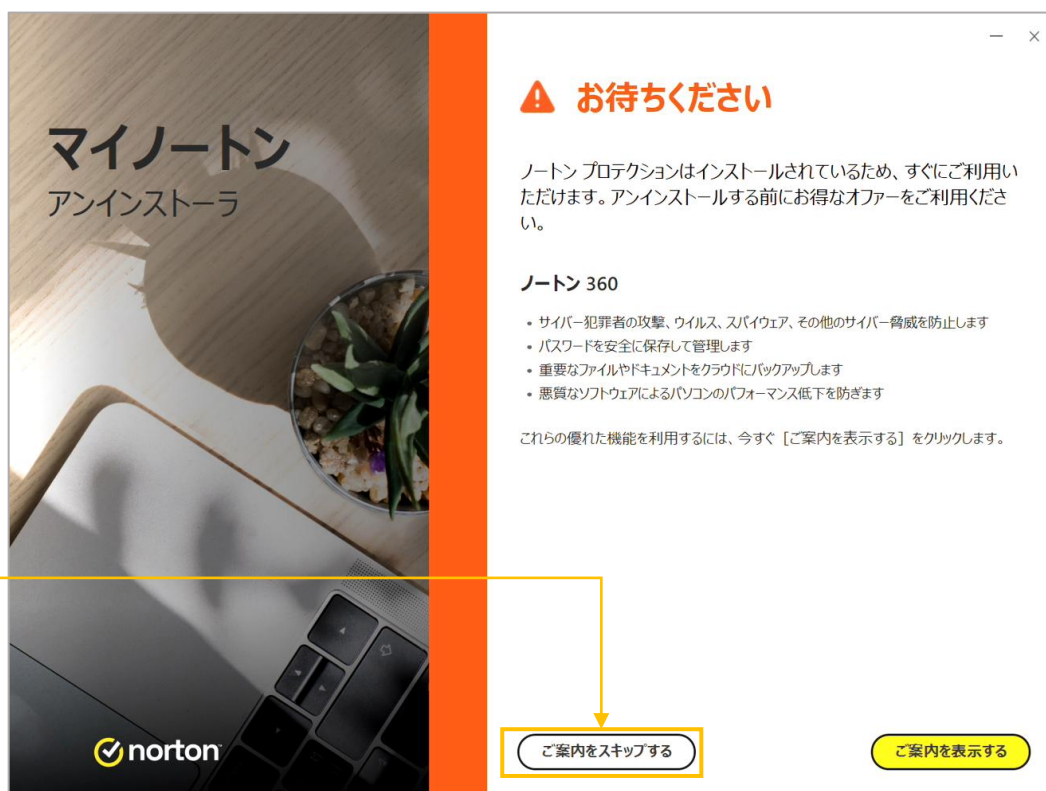 マイノートン
アンインストーラ
norton
お待ちください
ノートン プロテクションはインストールされているため、すぐにご利用い
ただけます。アンインストールする前にお得なオファーをご利用くださ
い。
ノートン 360
• サイバー犯罪者の攻撃、ウイルス、スパイウェア、その他のサイバー脅威を防止します
• パスワードを安全に保存して管理します
• 重要なファイルやドキュメントをクラウドにバックアップします
• 悪質なソフトウェアによるパソコンのパフォーマンス低下を防ぎます
これらの優れた機能を利用するには、今すぐ［ご案内を表示する］をクリックします。
ご案内をスキップする
ご案内を表示する